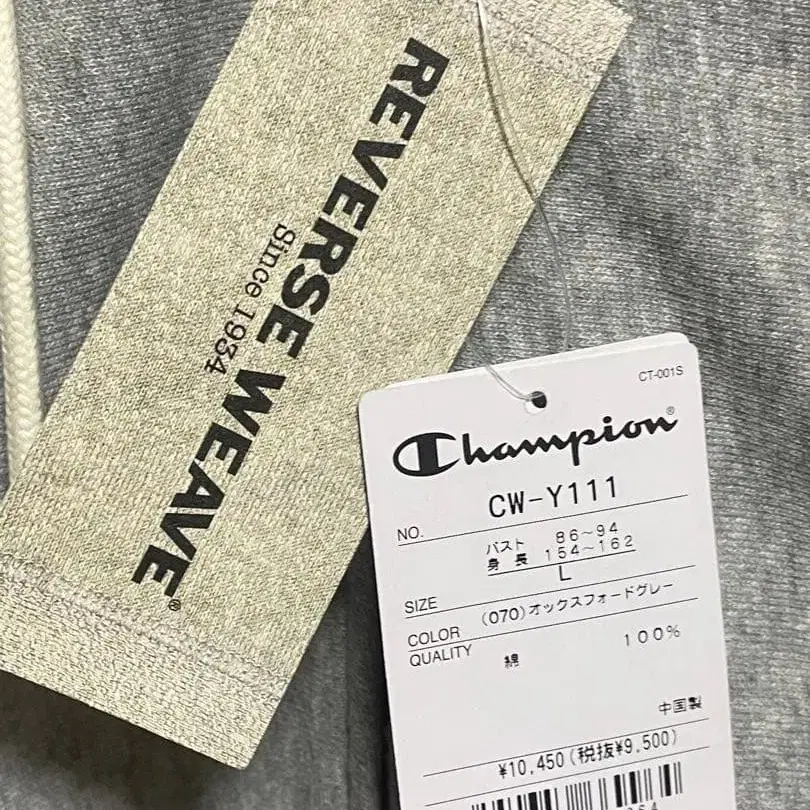 REVERSE WEAVE®
Since 1934
CT-001S
Champion®
NO. CW-Y111
バスト 86~94
身長 154~162
SIZE L
COLOR (070)オックスフォードグレー
QUALITY
綿 100%
中国製
¥10,450(税抜¥9,500)